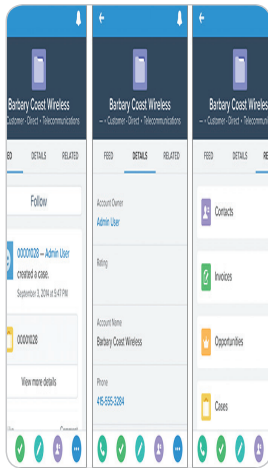 Barbary Coast Wireless
Customer - Direct • Telecommunications
DETAILS
RELATED
Follow
00001028 — Admin User
created a case.
September 3, 2014 at 5:47 PM
00001028
View more details
Barbary Coast Wireless
— • Customer - Direct • Telecommunications
FEED
DETAILS
RELATED
Account Owner
Admin User
Rating
Account Name
Barbary Coast Wireless
Phone
415-555-3284
Barbary Coast Wireless
— • Customer - Direct • Telecommunications
FEED
DETAILS
Contacts
Invoices
Opportunities
Cases